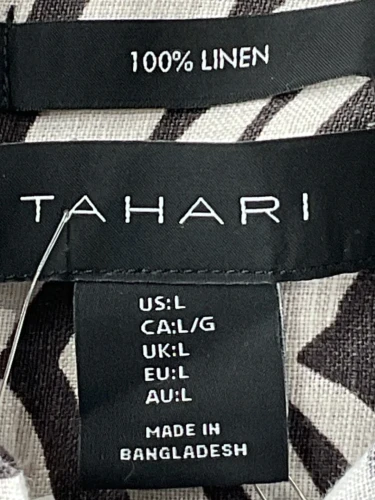 100% LINEN
TAHARI
US:L
CA:L/G
UK:L
EU:L
AU:L
MADE IN
BANGLADESH